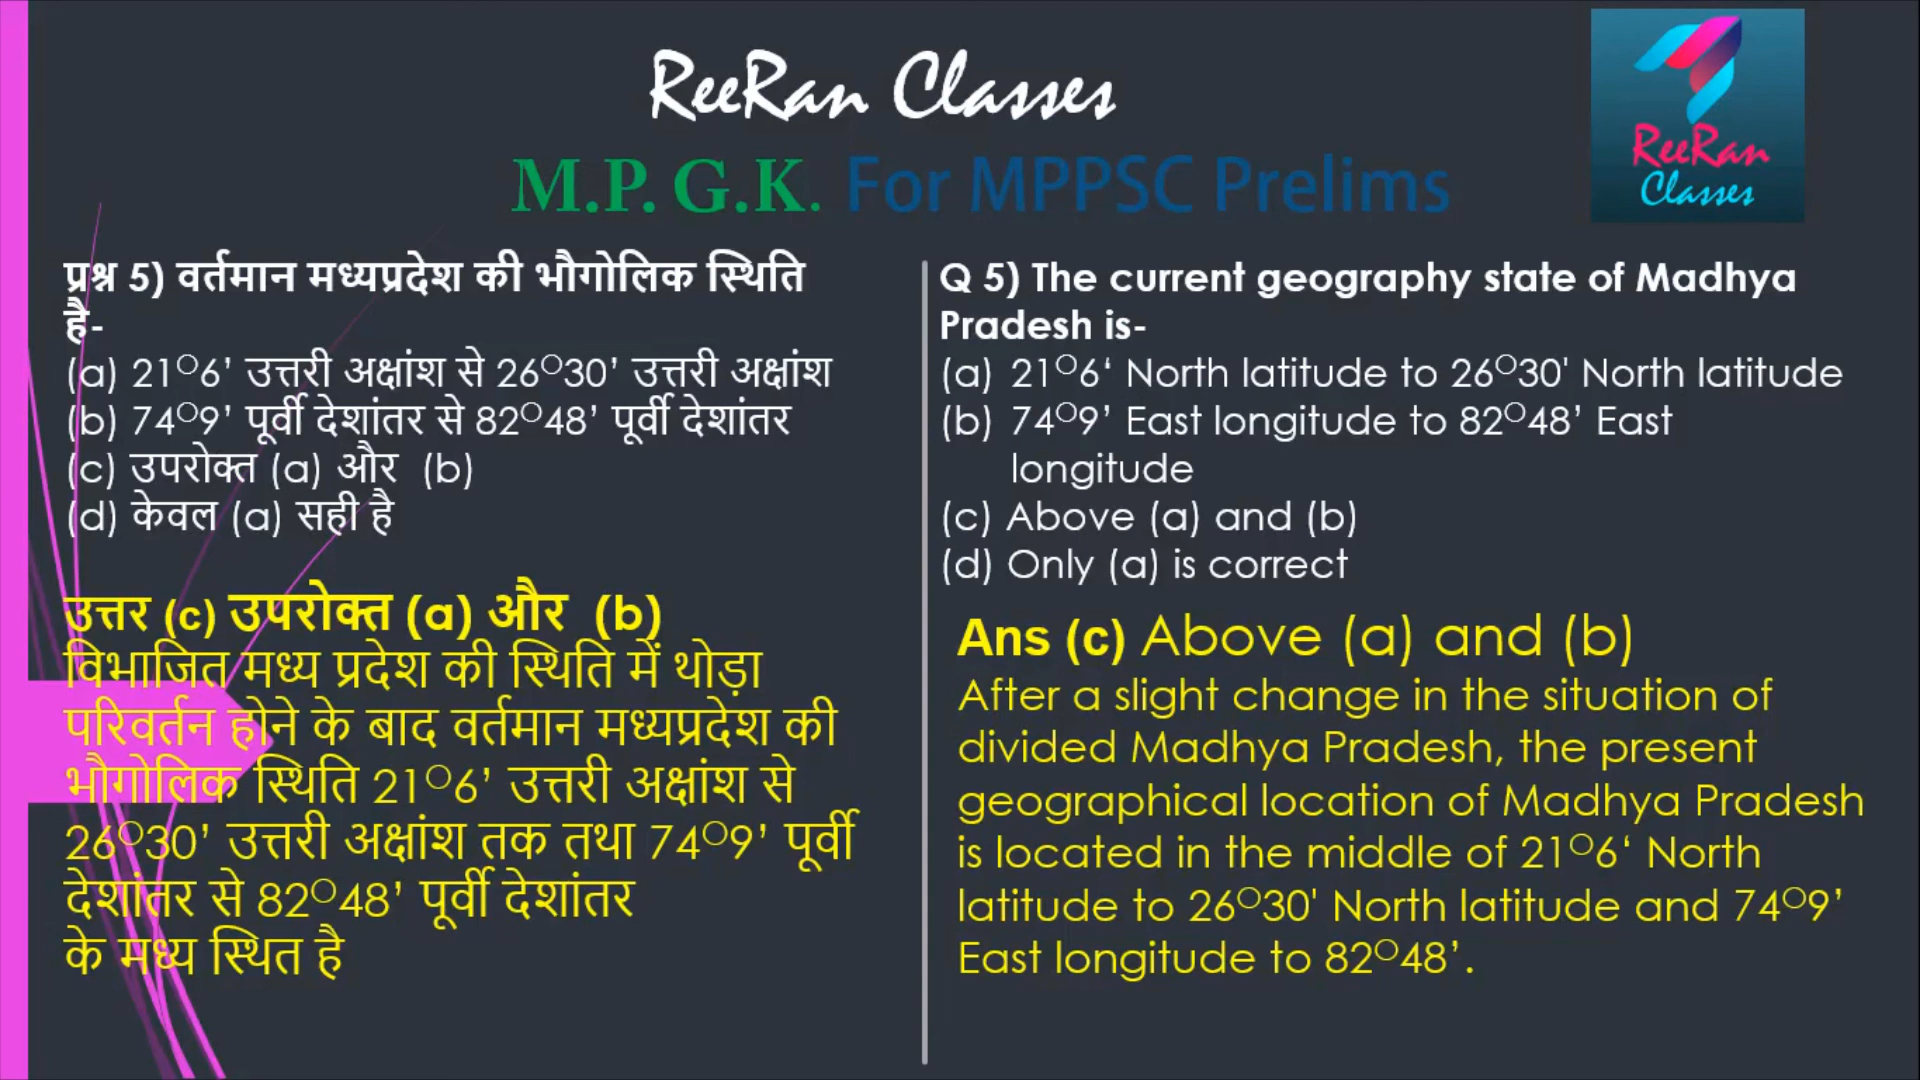 ReeRan Classes
ReeRan
Classes
M.P. G.K. For MPPSC Prelims
प्रश्न 5) वर्तमान मध्यप्रदेश की भौगोलिक स्थिति
है-
(a) 21○6’ उत्तरी अक्षांश से 26○30’ उत्तरी अक्षांश
(b) 74○9’ पूर्वी देशांतर से 82○48’ पूर्वी देशांतर
(c) उपरोक्त (a) और (b)
(d) केवल (a) सही है
उत्तर (c) उपरोक्त (a) और (b)
विभाजित मध्य प्रदेश की स्थिति में थोड़ा
परिवर्तन होने के बाद वर्तमान मध्यप्रदेश की
भौगोलिक स्थिति 21○6’ उत्तरी अक्षांश से
26○30’ उत्तरी अक्षांश तक तथा 74○9’ पूर्वी
देशांतर से 82○48’ पूर्वी देशांतर
के मध्य स्थित है
Q 5) The current geography state of Madhya
Pradesh is-
(a) 21○6‘ North latitude to 26○30' North latitude
(b) 74○9’ East longitude to 82○48’ East
longitude
(c) Above (a) and (b)
(d) Only (a) is correct
Ans (c) Above (a) and (b)
After a slight change in the situation of
divided Madhya Pradesh, the present
geographical location of Madhya Pradesh
is located in the middle of 21○6‘ North
latitude to 26○30' North latitude and 74○9’
East longitude to 82○48’.